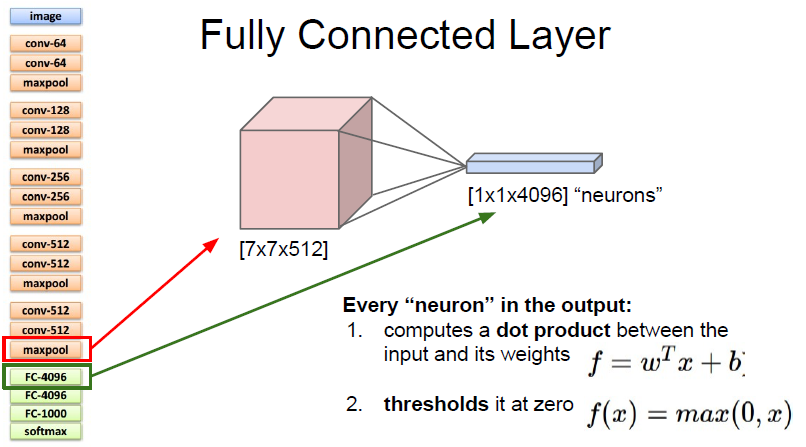 Fully Connected Layer
image
conv-64
conv-64
maxpool
conv-128
conv-128
maxpool
conv-256
conv-256
maxpool
conv-512
conv-512
maxpool
conv-512
conv-512
maxpool
FC-4096
FC-4096
FC-1000
softmax
[7x7x512]
[1x1x4096] “neurons”
Every “neuron” in the output:
1. computes a dot product between the
input and its weights f = wᵀx + b
2. thresholds it at zero f(x) = max(0, x)